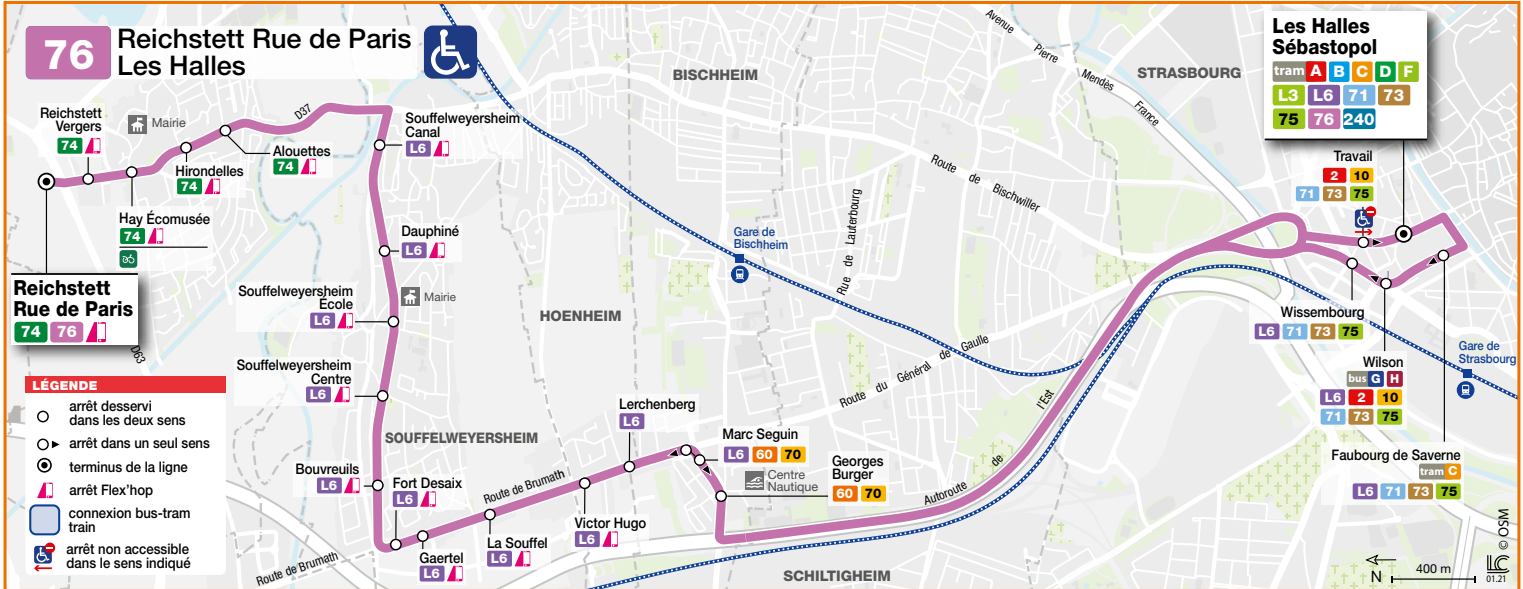 76
Reichstett Rue de Paris
Les Halles
BISCHHEIM
STRASBOURG
Avenue Pierre Mendès France
Les Halles
Sébastopol
tram A B C D F
L3 L6 71 73
75 76 240
Reichstett
Vergers
74
Mairie
D37
Hirondelles
74
Alouettes
74
Hay Écomusée
74
Reichstett
Rue de Paris
74 76
D63
Souffelweyersheim
Canal
L6
Dauphiné
L6
Souffelweyersheim
École
L6
Mairie
Souffelweyersheim
Centre
L6
HOENHEIM
SOUFFELWEYERSHEIM
Bouvreuils
L6
Fort Desaix
L6
Gaertel
L6
Route de Brumath
Route de Brumath
La Souffel
L6
Victor Hugo
L6
Lerchenberg
L6
Marc Seguin
L6 60 70
Centre
Nautique
Georges
Burger
60 70
Gare de
Bischheim
Rue de Lauterbourg
Route de Bischwiller
Route du Général de Gaulle
Autoroute de l'Est
SCHILTIGHEIM
Travail
2 10
71 73 75
Wissembourg
L6 71 73 75
Wilson
bus G H
L6 2 10
71 73 75
Gare de
Strasbourg
Faubourg de Saverne
tram C
L6 71 73 75
LÉGENDE
arrêt desservi
dans les deux sens
arrêt dans un seul sens
terminus de la ligne
arrêt Flex'hop
connexion bus-tram
train
arrêt non accessible
dans le sens indiqué
N
400 m
© OSM
LC
01.21